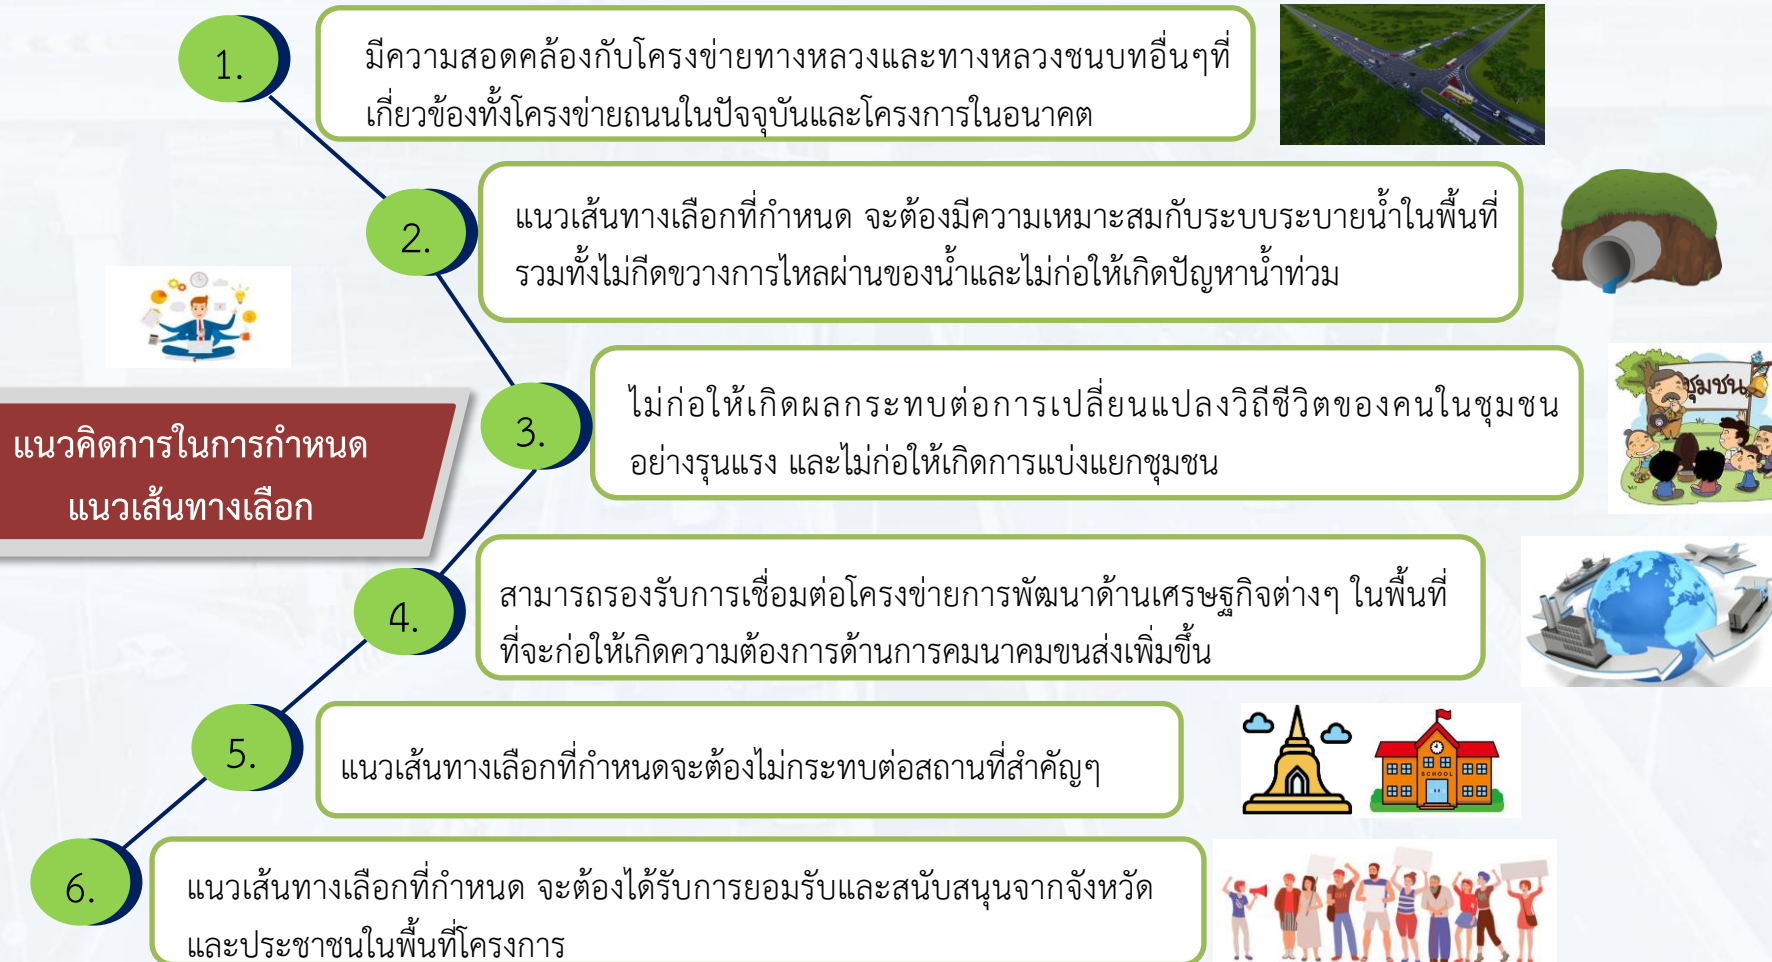 1.
มีความสอดคล้องกับโครงข่ายทางหลวงและทางหลวงชนบทอื่นๆที่
เกี่ยวข้องทั้งโครงข่ายถนนในปัจจุบันและโครงการในอนาคต
2.
แนวเส้นทางเลือกที่กำหนด จะต้องมีความเหมาะสมกับระบบระบายน้ำในพื้นที่
รวมทั้งไม่กีดขวางการไหลผ่านของน้ำและไม่ก่อให้เกิดปัญหาน้ำท่วม
แนวคิดการในการกำหนด
แนวเส้นทางเลือก
3.
ไม่ก่อให้เกิดผลกระทบต่อการเปลี่ยนแปลงวิถีชีวิตของคนในชุมชน
อย่างรุนแรง และไม่ก่อให้เกิดการแบ่งแยกชุมชน
ชุมชน
4.
สามารถรองรับการเชื่อมต่อโครงข่ายการพัฒนาด้านเศรษฐกิจต่างๆ ในพื้นที่
ที่จะก่อให้เกิดความต้องการด้านการคมนาคมขนส่งเพิ่มขึ้น
5.
แนวเส้นทางเลือกที่กำหนดจะต้องไม่กระทบต่อสถานที่สำคัญๆ
SCHOOL
6.
แนวเส้นทางเลือกที่กำหนด จะต้องได้รับการยอมรับและสนับสนุนจากจังหวัด
และประชาชนในพื้นที่โครงการ